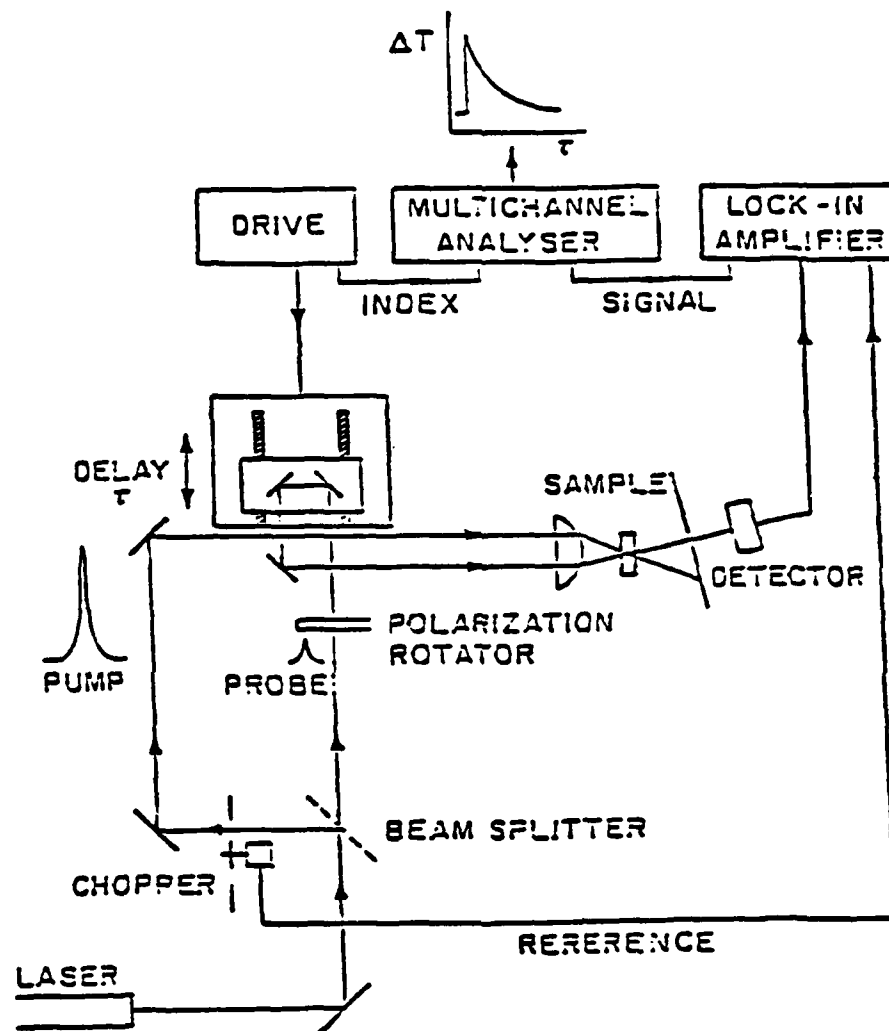 ΔT
τ
DRIVE
MULTICHANNEL
ANALYSER
LOCK-IN
AMPLIFIER
INDEX
SIGNAL
DELAY
τ
SAMPLE
DETECTOR
POLARIZATION
ROTATOR
PUMP
PROBE
BEAM SPLITTER
CHOPPER
RERERENCE
LASER